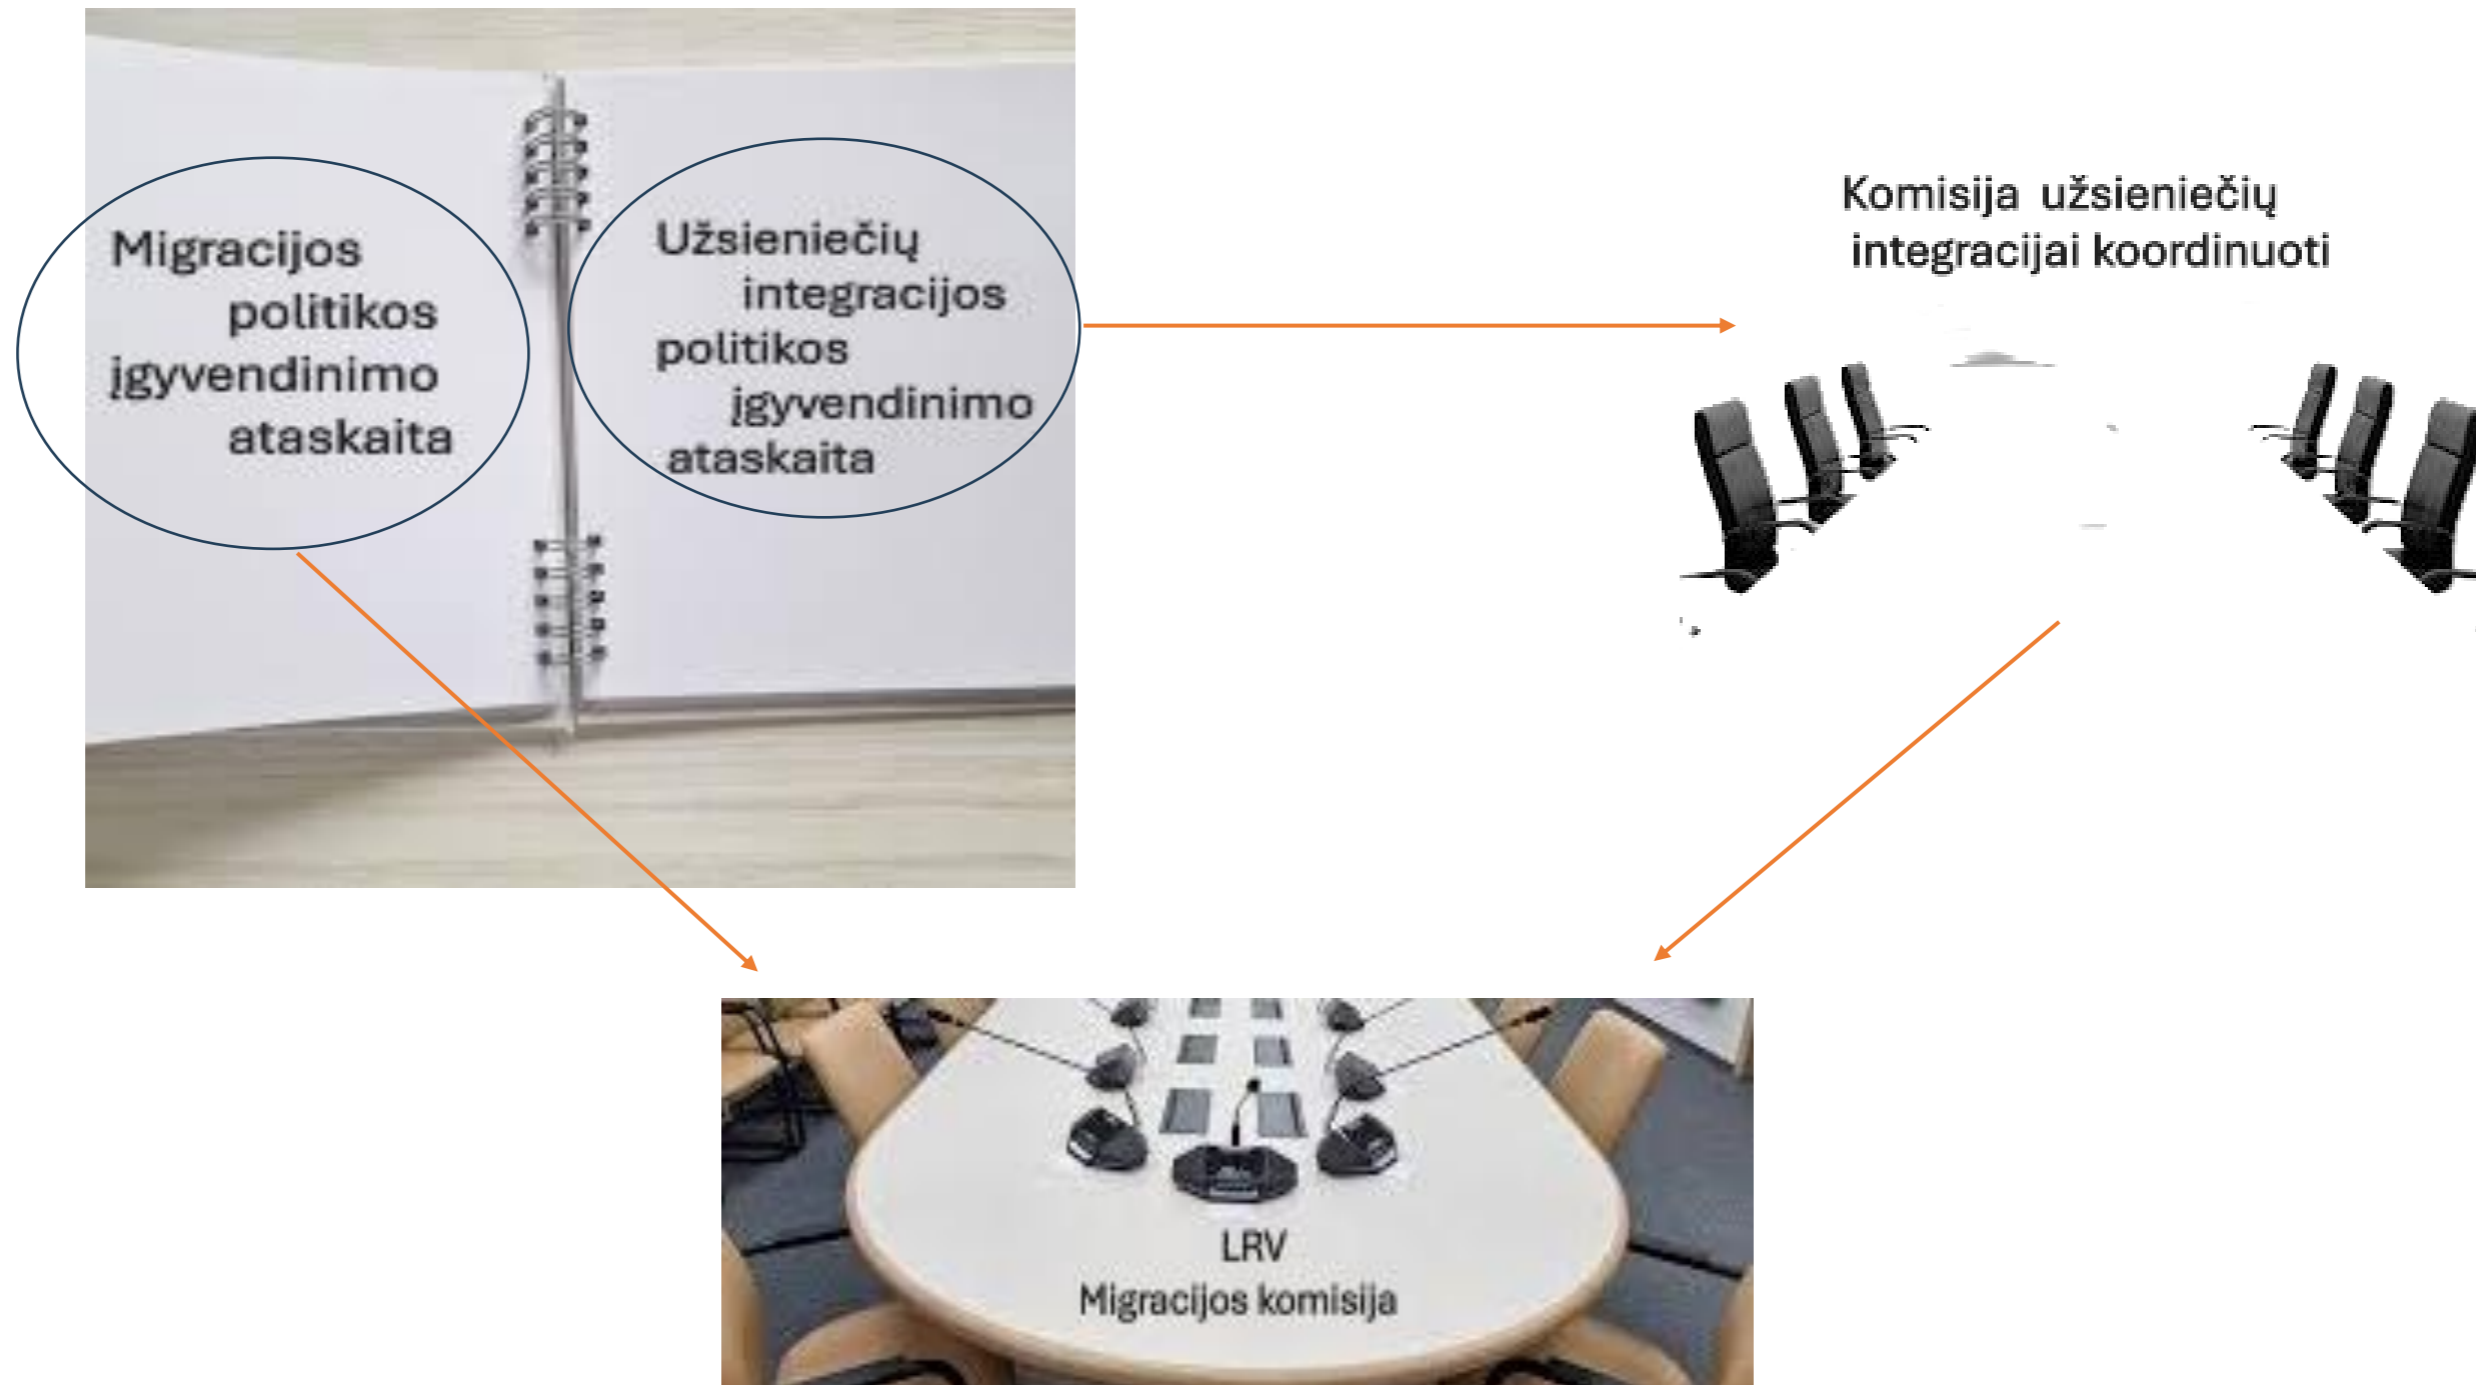 Migracijos
politikos
įgyvendinimo
ataskaita
Užsieniečių
integracijos
politikos
įgyvendinimo
ataskaita
Komisija užsieniečių
integracijai koordinuoti
LRV
Migracijos komisija